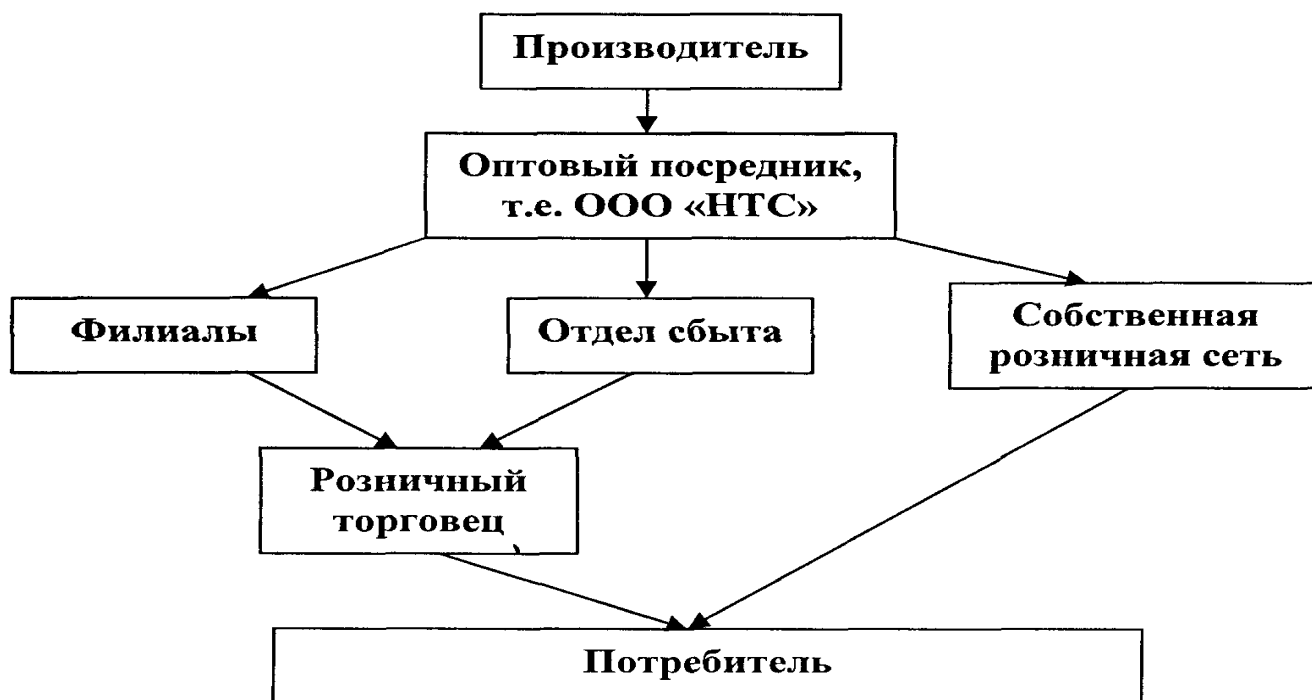 Производитель
Оптовый посредник,
т.е. ООО «НТС»
Филиалы
Отдел сбыта
Собственная
розничная сеть
Розничный
торговец
Потребитель